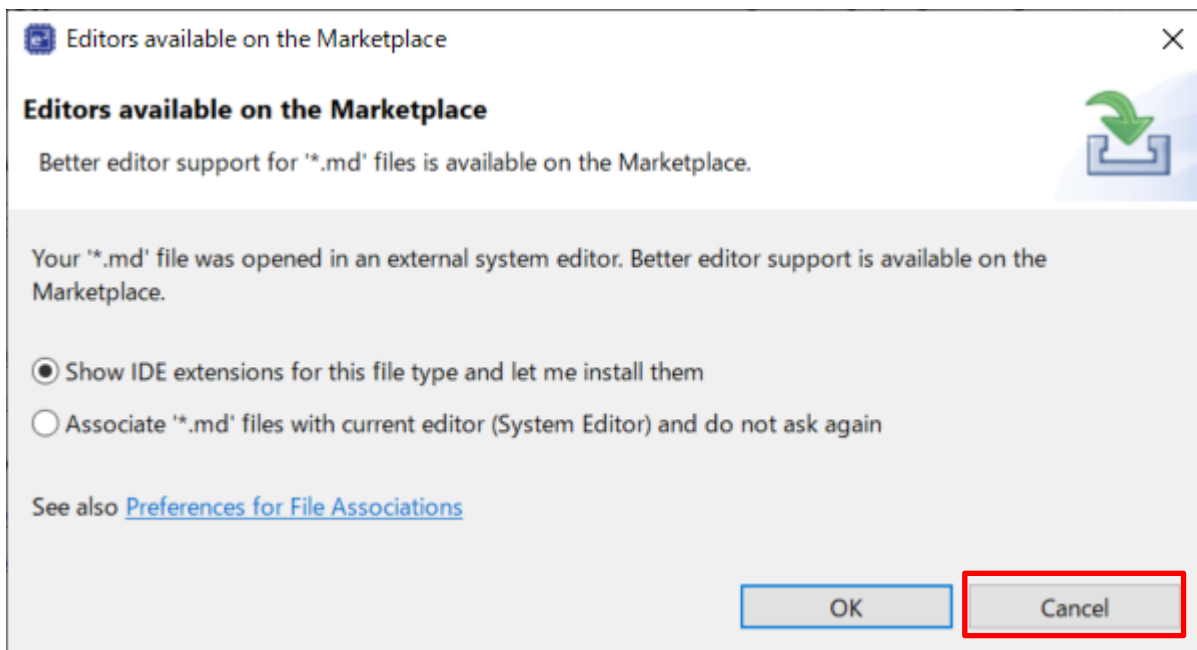 Editors available on the Marketplace
Editors available on the Marketplace
Better editor support for '*.md' files is available on the Marketplace.
Your '*.md' file was opened in an external system editor. Better editor support is available on the
Marketplace.
Show IDE extensions for this file type and let me install them
Associate '*.md' files with current editor (System Editor) and do not ask again
See also Preferences for File Associations
OK
Cancel